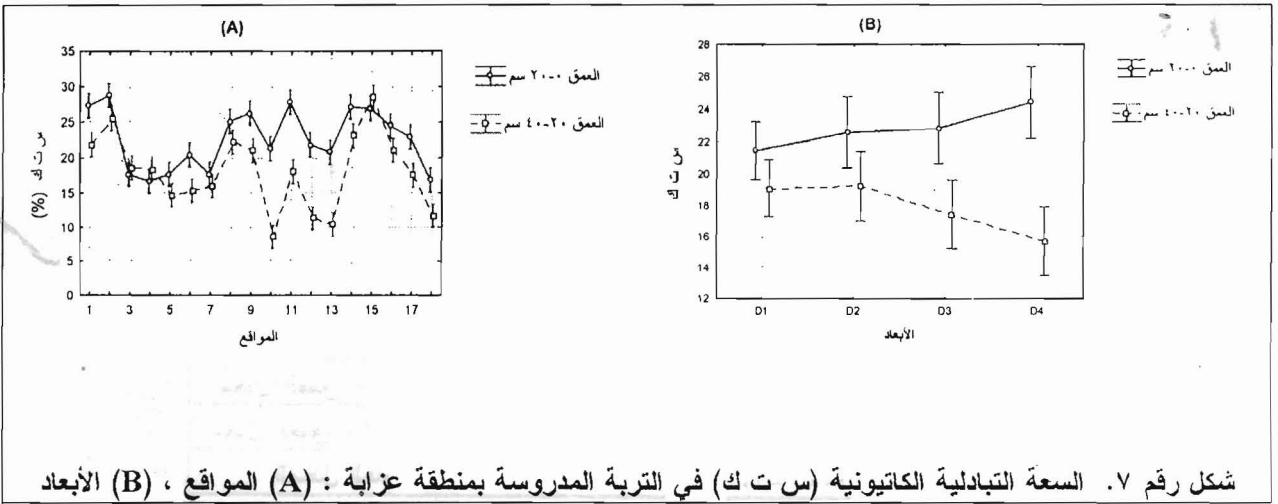 (A)
35
30
25
20
15
10
5
0
س ت ك (%)
1 3 5 7 9 11 13 15 17
المواقع
العمق ٠-٢٠ سم
العمق ٢٠-٤٠ سم
(B)
28
26
24
22
20
18
16
14
12
س ت ك
D1 D2 D3 D4
الأبعاد
العمق ٠-٢٠ سم
العمق ٢٠-٤٠ سم
شكل رقم ٧. السعة التبادلية الكاتيونية (س ت ك) في التربة المدروسة بمنطقة عزابة : (A) المواقع ، (B) الأبعاد